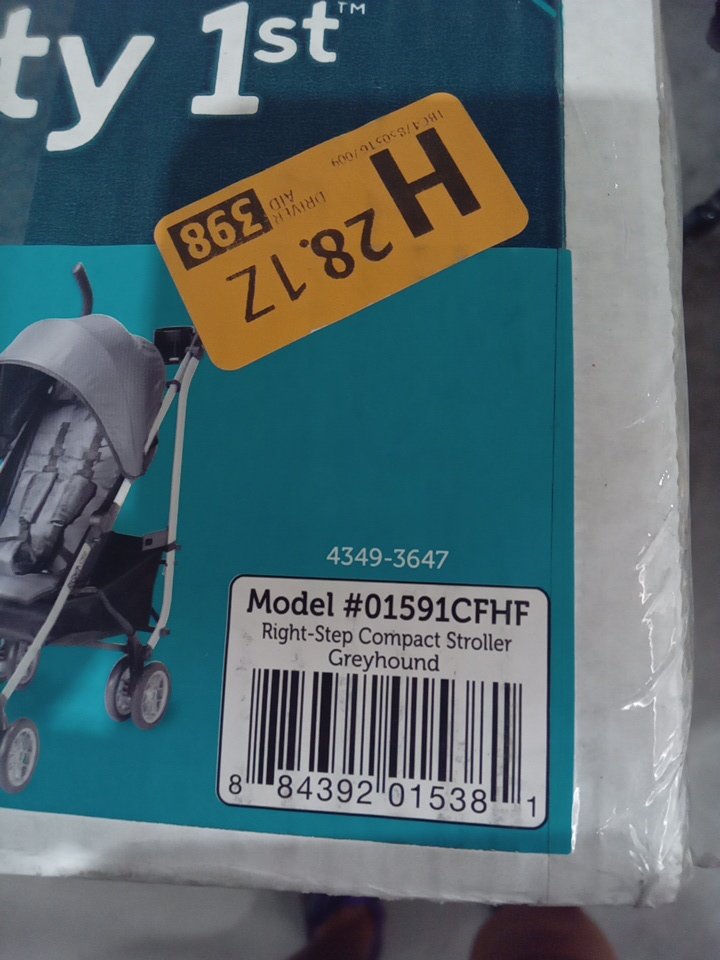 ty 1st™
H
28.1Z
DRIVER
AID
398
4349-3647
Model #01591CFHF
Right-Step Compact Stroller
Greyhound
8 84392 01538 1